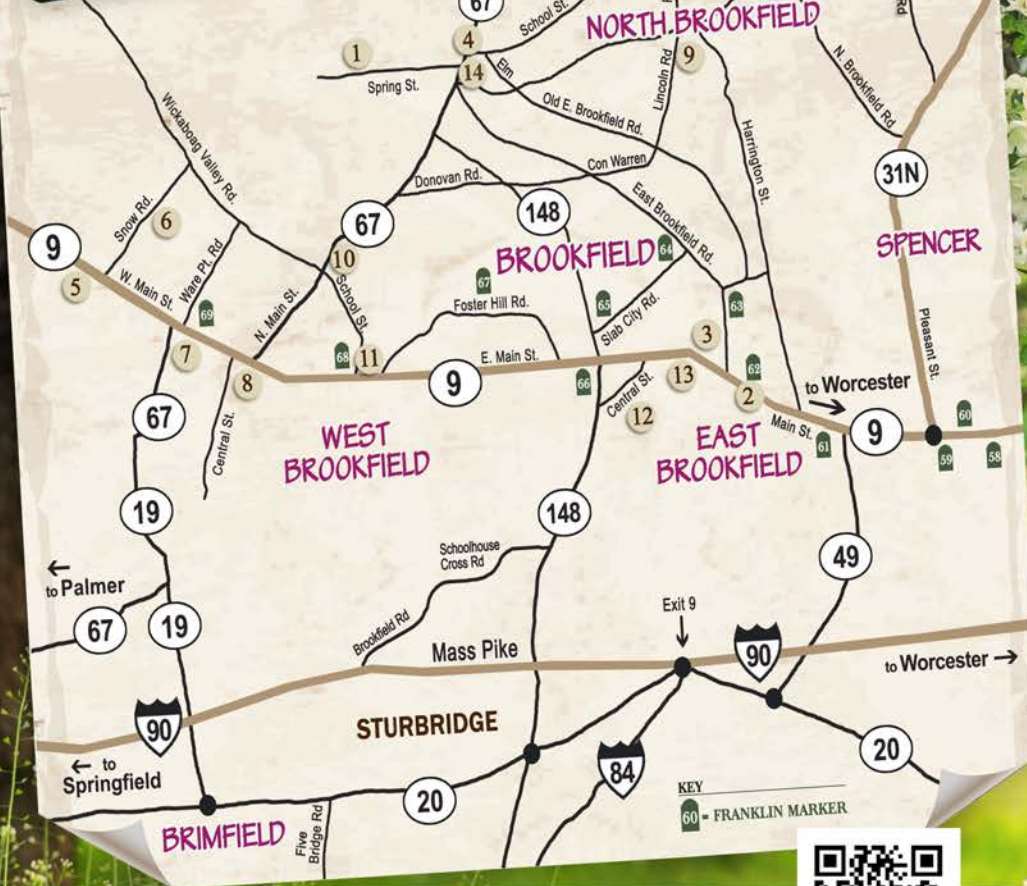 67
School St.
NORTH BROOKFIELD
Rd
4
1
14
Spring St.
Elm
9
Lincoln Rd
Old E. Brookfield Rd.
N. Brookfield Rd
Wickaboag Valley Rd.
Harrington St.
Con Warren
Donovan Rd.
31N
Snow Rd.
6
67
148
East Brookfield Rd.
SPENCER
9
Ware Pt. Rd
BROOKFIELD
64
10
5
W. Main St.
School St.
67
69
N. Main St.
Foster Hill Rd.
65
Slab City Rd.
63
Pleasant St.
7
68
11
E. Main St.
3
8
9
66
13
62
2
to Worcester
67
Central St.
Central St.
12
Main St.
61
9
60
59
58
WEST
BROOKFIELD
EAST
BROOKFIELD
19
148
Schoolhouse
Cross Rd
49
to Palmer
67
19
Brookfield Rd
Exit 9
Mass Pike
90
to Worcester
90
STURBRIDGE
to
Springfield
84
20
20
KEY
60 = FRANKLIN MARKER
BRIMFIELD
Five
Bridge Rd